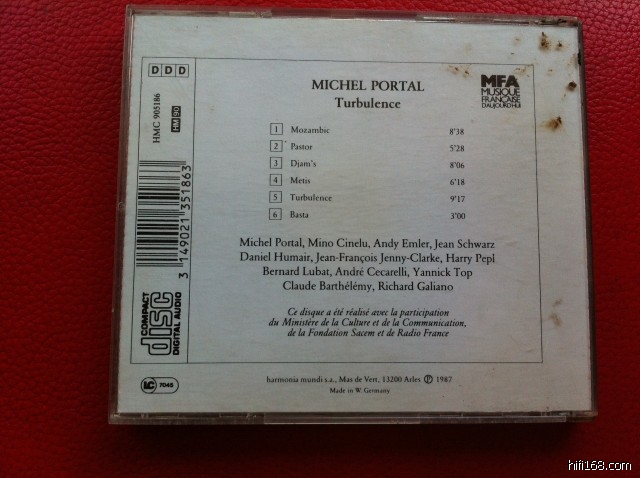 DDD
HMC 905186
HM 90
MICHEL PORTAL
Turbulence
MFA
MUSIQUE
FRANÇAISE
D'AUJOURD'HUI
1 Mozambic 8'38
2 Pastor 5'28
3 Djam's 8'06
4 Metis 6'18
5 Turbulence 9'17
6 Basta 3'00
Michel Portal, Mino Cinelu, Andy Emler, Jean Schwarz
Daniel Humair, Jean-François Jenny-Clarke, Harry Pepl
Bernard Lubat, André Cecarelli, Yannick Top
Claude Barthélémy, Richard Galiano
Ce disque a été réalisé avec la participation
du Ministère de la Culture et de la Communication,
de la Fondation Sacem et de Radio France
3 149021 351863
COMPACT
disc
DIGITAL AUDIO
LC 7045
harmonia mundi s.a., Mas de Vert, 13200 Arles ℗ 1987
Made in W. Germany
hifi168.com